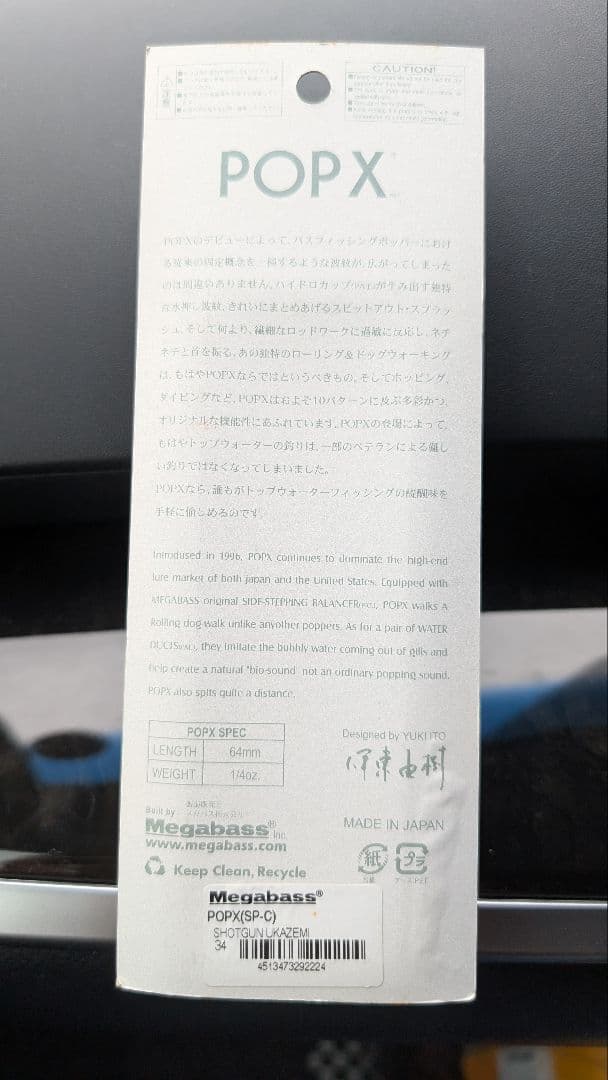 CAUTION!
注意
POP X
POPXのデビューによって、バスフィッシングポッパーにおけ
る従来の固定概念を一掃するような波紋が、広がってしまった
のは間違いありません。ハイドロカップ(PAT.)が生み出す独特
な水押し波紋、きれいにまとめあげるスピットアウト・スプラッ
シュ、そして何より、繊細なロッドワークに過敏に反応し、ネチ
ネチと首を振る、あの独特のローリング&ドッグウォーキング
は、もはやPOPXならではというべきもの。そしてポッピング、
ダイビングなど、POPXはおよそ10パターンに及ぶ多彩かつ、
オリジナルな機能性にあふれています。POPXの登場によって、
もはやトップウォーターの釣りは、一部のベテランによる難し
い釣りではなくなってしまいました。
POPXなら、誰もがトップウォーターフィッシングの醍醐味を
手軽に愉しめるのです。
Introdused in 1996, POPX continues to dominate the high-end
lure market of both japan and the United States. Equipped with
MEGABASS original SIDE-STEPPING BALANCER(PAT.), POPX walks A
Rolling dog-walk unlike anyother poppers. As for a pair of WATER
DUCTS(PAT.), they imitate the bubbly water coming out of gills and
help create a natural "bio-sound" not an ordinary popping sound.
POPX also spits quite a distance.
POPX SPEC
LENGTH 64mm
WEIGHT 1/4oz.
Designed by YUKI ITO
伊東由樹
Built by
Megabass® Inc.
www.megabass.com
MADE IN JAPAN
Keep Clean, Recycle
紙 プラ
Megabass®
POPX(SP-C)
SHOTGUN UKAZEMI
34
4513473292224